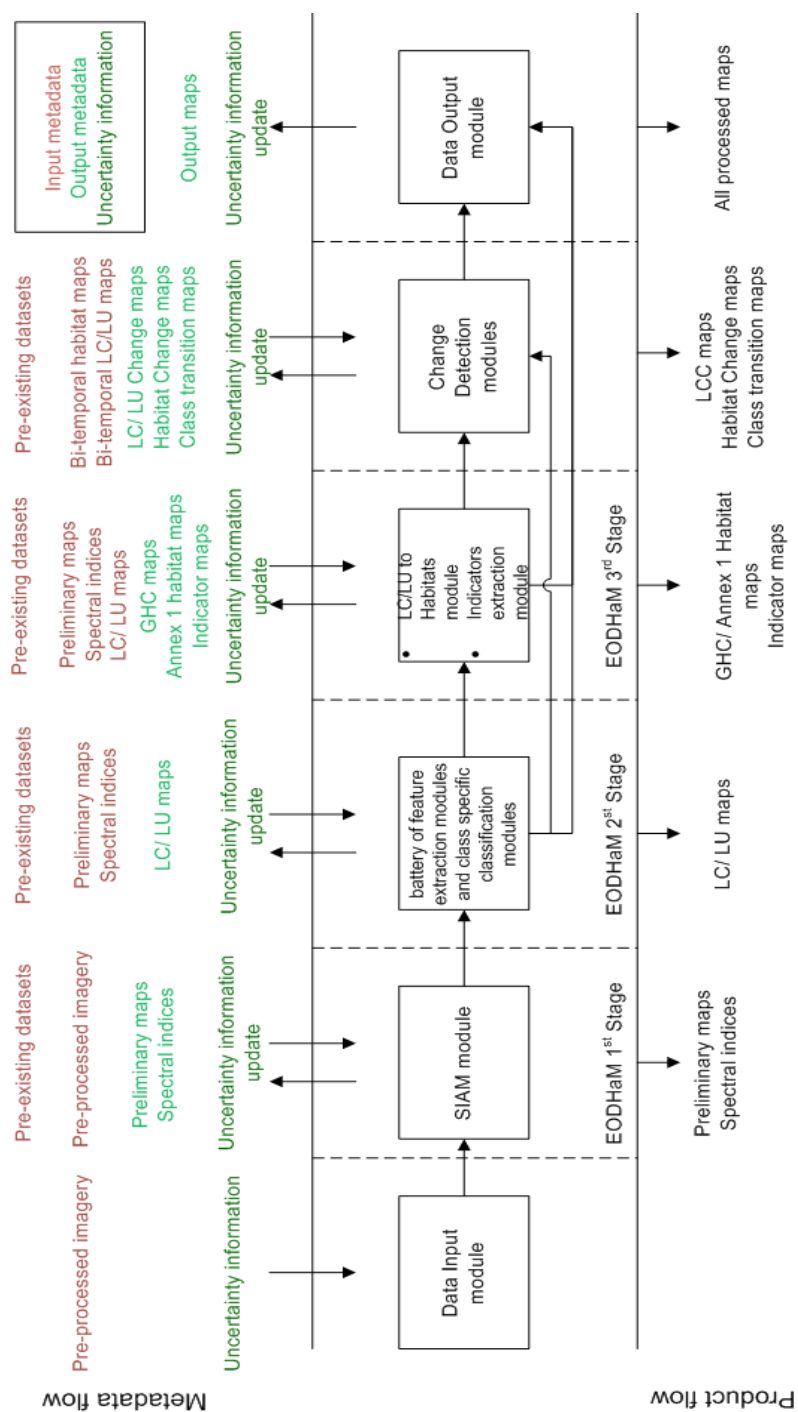 Metadata flow
Pre-processed imagery
Uncertainty information
Pre-existing datasets
Pre-processed imagery
Preliminary maps
Spectral indices
Uncertainty information
update
Pre-existing datasets
Preliminary maps
Spectral indices
LC/ LU maps
Uncertainty information
update
Pre-existing datasets
Preliminary maps
Spectral indices
LC/ LU maps
GHC maps
Annex 1 habitat maps
Indicator maps
Uncertainty information
update
Pre-existing datasets
Bi-temporal habitat maps
Bi-temporal LC/LU maps
LC/ LU Change maps
Habitat Change maps
Class transition maps
Uncertainty information
update
Input metadata
Output metadata
Uncertainty information
Output maps
Uncertainty information
update
Data Input
module
SIAM module
battery of feature
extraction modules
and class specific
classification
modules
• LC/LU to
Habitats
module
• Indicators
extraction
module
Change
Detection
modules
Data Output
module
EODHaM 1st Stage
EODHaM 2st Stage
EODHaM 3rd Stage
Product flow
Preliminary maps
Spectral indices
LC/ LU maps
GHC/ Annex 1 Habitat
maps
Indicator maps
LCC maps
Habitat Change maps
Class transition maps
All processed maps